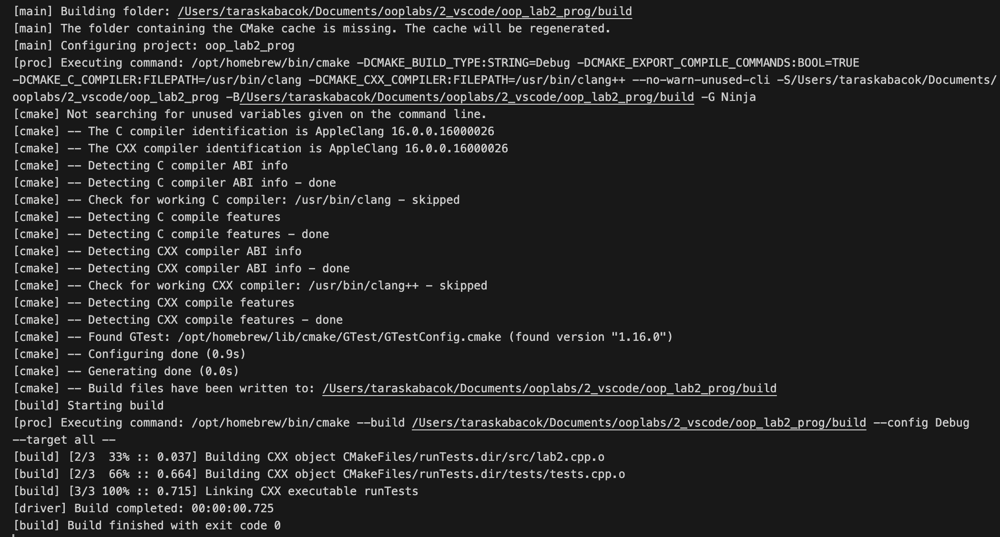 [main] Building folder: /Users/taraskabacok/Documents/ooplabs/2_vscode/oop_lab2_prog/build
[main] The folder containing the CMake cache is missing. The cache will be regenerated.
[main] Configuring project: oop_lab2_prog
[proc] Executing command: /opt/homebrew/bin/cmake -DCMAKE_BUILD_TYPE:STRING=Debug -DCMAKE_EXPORT_COMPILE_COMMANDS:BOOL=TRUE
-DCMAKE_C_COMPILER:FILEPATH=/usr/bin/clang -DCMAKE_CXX_COMPILER:FILEPATH=/usr/bin/clang++ --no-warn-unused-cli -S/Users/taraskabacok/Documents/
ooplabs/2_vscode/oop_lab2_prog -B/Users/taraskabacok/Documents/ooplabs/2_vscode/oop_lab2_prog/build -G Ninja
[cmake] Not searching for unused variables given on the command line.
[cmake] -- The C compiler identification is AppleClang 16.0.0.16000026
[cmake] -- The CXX compiler identification is AppleClang 16.0.0.16000026
[cmake] -- Detecting C compiler ABI info
[cmake] -- Detecting C compiler ABI info - done
[cmake] -- Check for working C compiler: /usr/bin/clang - skipped
[cmake] -- Detecting C compile features
[cmake] -- Detecting C compile features - done
[cmake] -- Detecting CXX compiler ABI info
[cmake] -- Detecting CXX compiler ABI info - done
[cmake] -- Check for working CXX compiler: /usr/bin/clang++ - skipped
[cmake] -- Detecting CXX compile features
[cmake] -- Detecting CXX compile features - done
[cmake] -- Found GTest: /opt/homebrew/lib/cmake/GTest/GTestConfig.cmake (found version "1.16.0")
[cmake] -- Configuring done (0.9s)
[cmake] -- Generating done (0.0s)
[cmake] -- Build files have been written to: /Users/taraskabacok/Documents/ooplabs/2_vscode/oop_lab2_prog/build
[build] Starting build
[proc] Executing command: /opt/homebrew/bin/cmake --build /Users/taraskabacok/Documents/ooplabs/2_vscode/oop_lab2_prog/build --config Debug
--target all --
[build] [2/3  33% :: 0.037] Building CXX object CMakeFiles/runTests.dir/src/lab2.cpp.o
[build] [2/3  66% :: 0.664] Building CXX object CMakeFiles/runTests.dir/tests/tests.cpp.o
[build] [3/3 100% :: 0.715] Linking CXX executable runTests
[driver] Build completed: 00:00:00.725
[build] Build finished with exit code 0